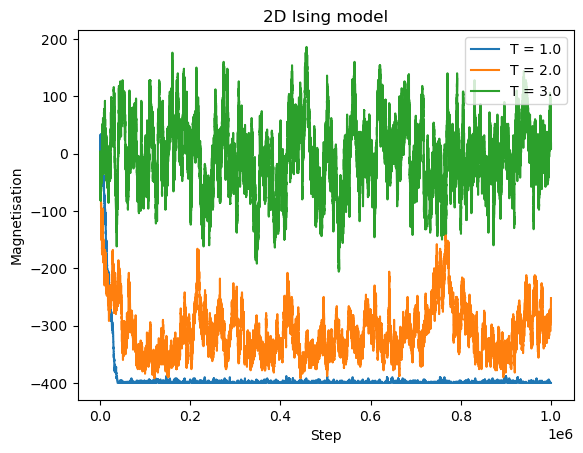 2D Ising model
Magnetisation
200
100
0
−100
−200
−300
−400
T = 1.0
T = 2.0
T = 3.0
0.0 0.2 0.4 0.6 0.8 1.0
1e6
Step